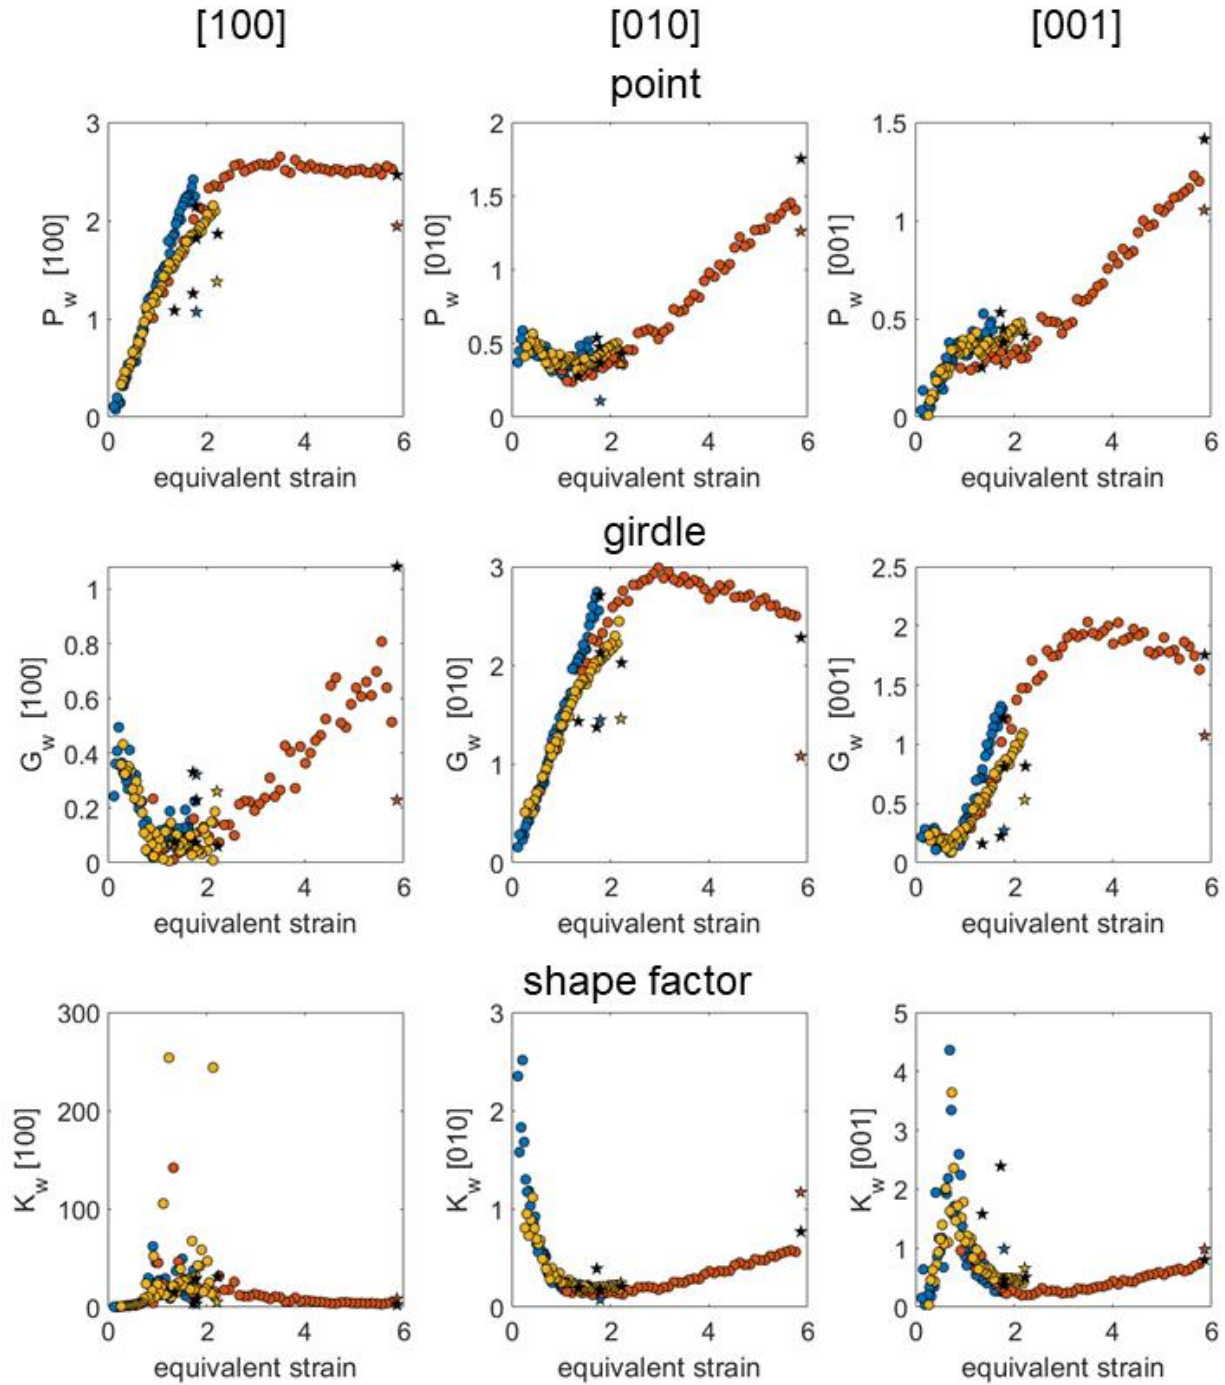 [100] [010] [001]
point
3 2 1.5
2 1.5 1
1 1 0.5
0 0.5 0
0
P_w [100] P_w [010] P_w [001]
0 2 4 6 0 2 4 6 0 2 4 6
equivalent strain equivalent strain equivalent strain
girdle
1 3 2.5
0.8 2 2
0.6 1 1.5
0.4 0 1
0.2 0.5
0 0
G_w [100] G_w [010] G_w [001]
0 2 4 6 0 2 4 6 0 2 4 6
equivalent strain equivalent strain equivalent strain
shape factor
300 3 5
200 2 4
100 1 3
0 0 2
1
0
K_w [100] K_w [010] K_w [001]
0 2 4 6 0 2 4 6 0 2 4 6
equivalent strain equivalent strain equivalent strain